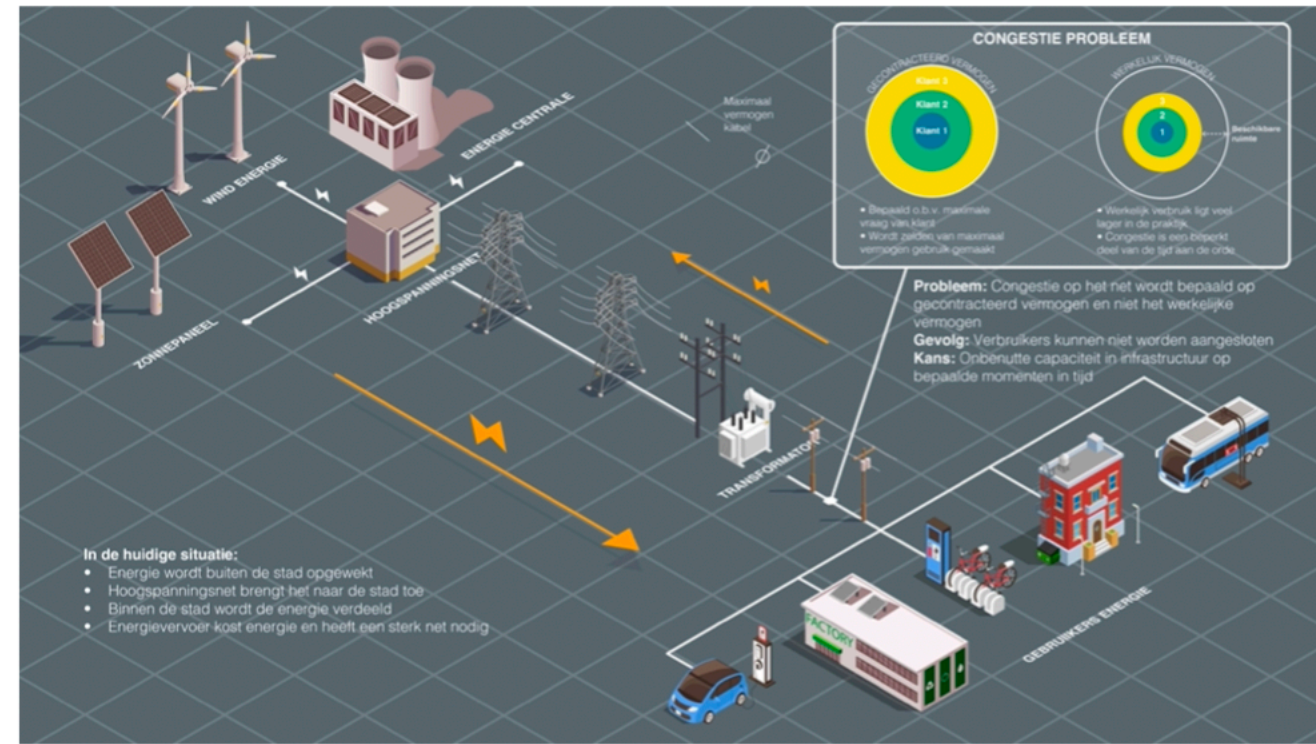 CONGESTIE PROBLEEM
GECONTRACTEERD VERMOGEN
Klant 3
Klant 2
Klant 1
• Bepaald o.b.v. maximale
vraag van klant
• Wordt zelden van maximaal
vermogen gebruik gemaakt
WERKELIJK VERMOGEN
3
2
1
Beschikbare
ruimte
• Werkelijk verbruik ligt veel
lager in de praktijk
• Congestie is een beperkt
deel van de tijd aan de orde
Maximaal
vermogen
kabel
WIND ENERGIE
ENERGIE CENTRALE
ZONNEPANEEL
HOOGSPANNINGSNET
Probleem: Congestie op het net wordt bepaald op
gecontracteerd vermogen en niet het werkelijke
vermogen
Gevolg: Verbruikers kunnen niet worden aangesloten
Kans: Onbenutte capaciteit in infrastructuur op
bepaalde momenten in tijd
TRANSFORMATOR
In de huidige situatie:
• Energie wordt buiten de stad opgewekt
• Hoogspanningsnet brengt het naar de stad toe
• Binnen de stad wordt de energie verdeeld
• Energievervoer kost energie en heeft een sterk net nodig
FACTORY
GEBRUIKERS ENERGIE